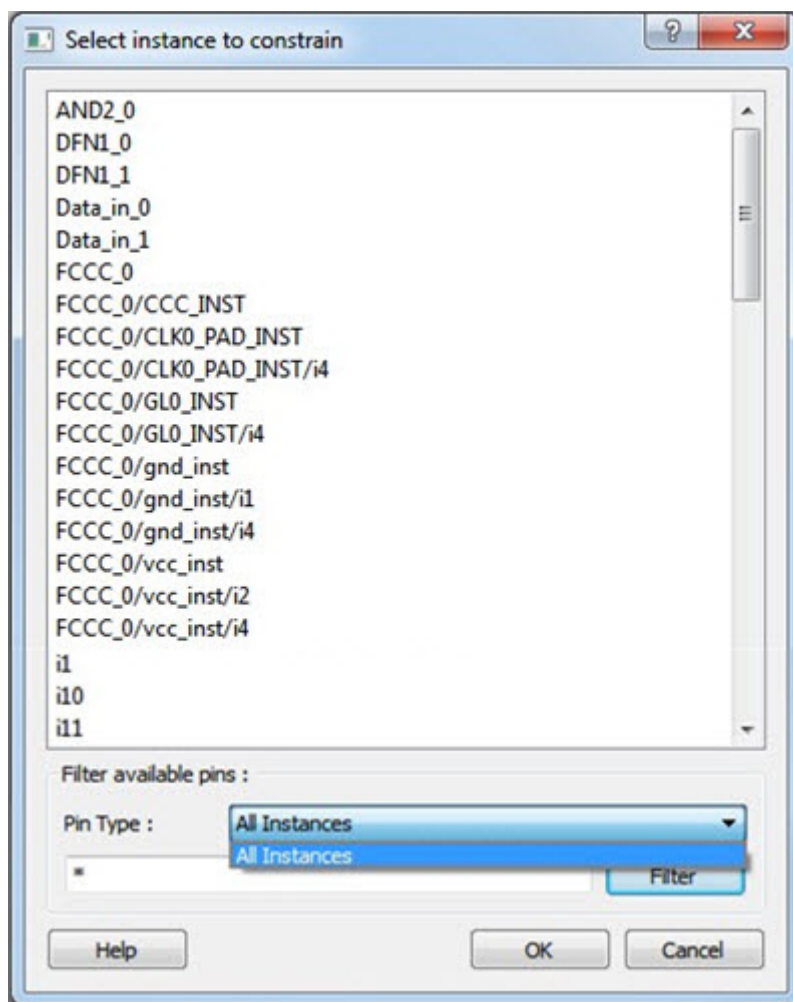 Select instance to constrain
AND2_0
DFN1_0
DFN1_1
Data_in_0
Data_in_1
FCCC_0
FCCC_0/CCC_INST
FCCC_0/CLK0_PAD_INST
FCCC_0/CLK0_PAD_INST/i4
FCCC_0/GL0_INST
FCCC_0/GL0_INST/i4
FCCC_0/gnd_inst
FCCC_0/gnd_inst/i1
FCCC_0/gnd_inst/i4
FCCC_0/vcc_inst
FCCC_0/vcc_inst/i2
FCCC_0/vcc_inst/i4
i1
i10
i11
Filter available pins :
Pin Type : All Instances
All Instances
* Filter
Help OK Cancel